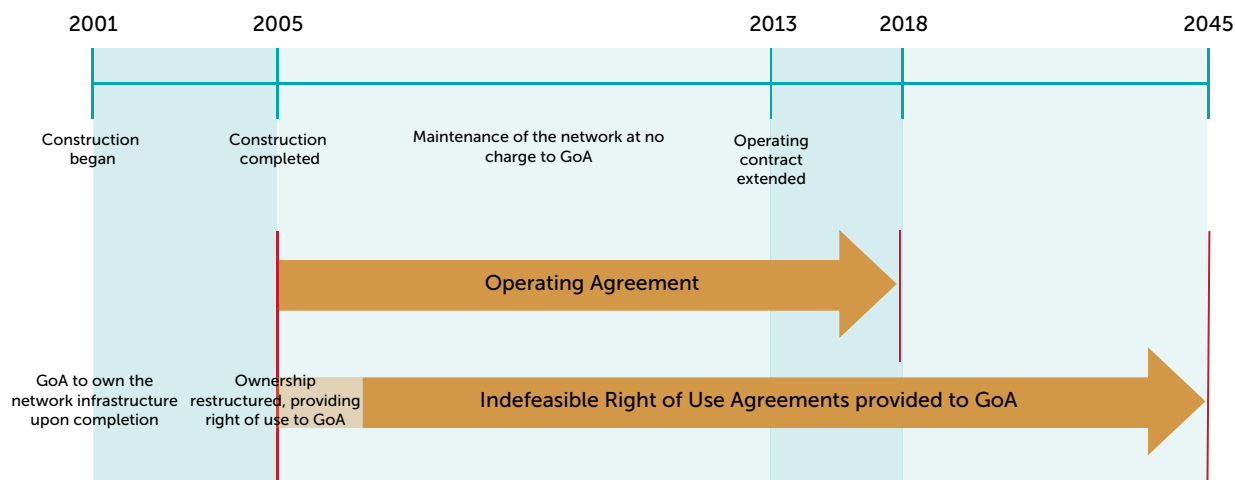 2001
2005
2013
2018
2045
Construction
began
Construction
completed
Maintenance of the network at no
charge to GoA
Operating
contract
extended
Operating Agreement
GoA to own the
network infrastructure
upon completion
Ownership
restructured, providing
right of use to GoA
Indefeasible Right of Use Agreements provided to GoA